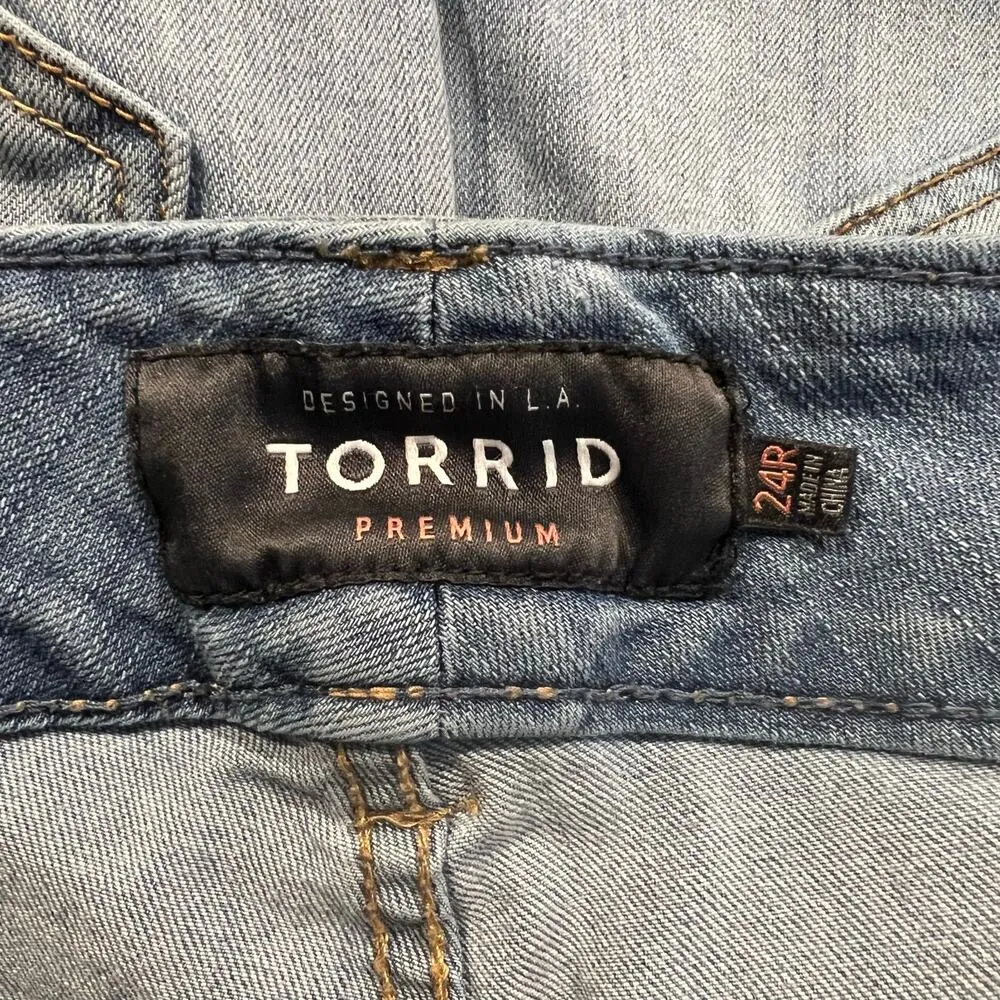 DESIGNED IN L.A.
TORRID
PREMIUM
24R
MADE IN
CHINA